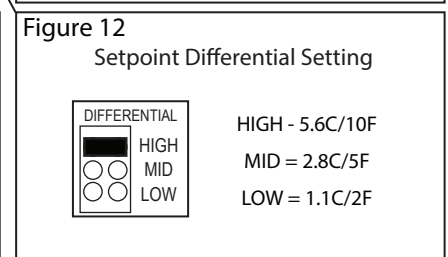 Figure 12
Setpoint Differential Setting
DIFFERENTIAL
HIGH
MID
LOW
HIGH - 5.6C/10F
MID = 2.8C/5F
LOW = 1.1C/2F